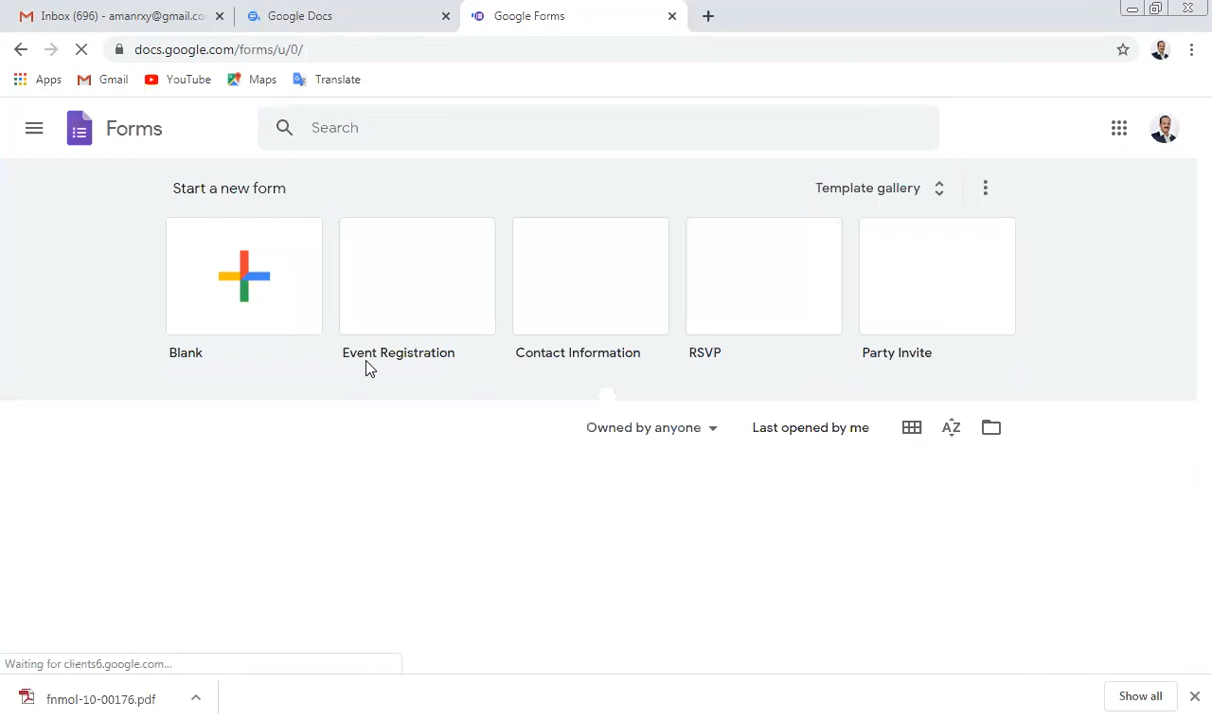 Inbox (696) - amanrxy@gmail.co
Google Docs
Google Forms
docs.google.com/forms/u/0/
Apps
Gmail
YouTube
Maps
Translate
Forms
Search
Start a new form
Template gallery
Blank
Event Registration
Contact Information
RSVP
Party Invite
Owned by anyone
Last opened by me
AZ
Waiting for clients6.google.com...
fnmol-10-00176.pdf
Show all